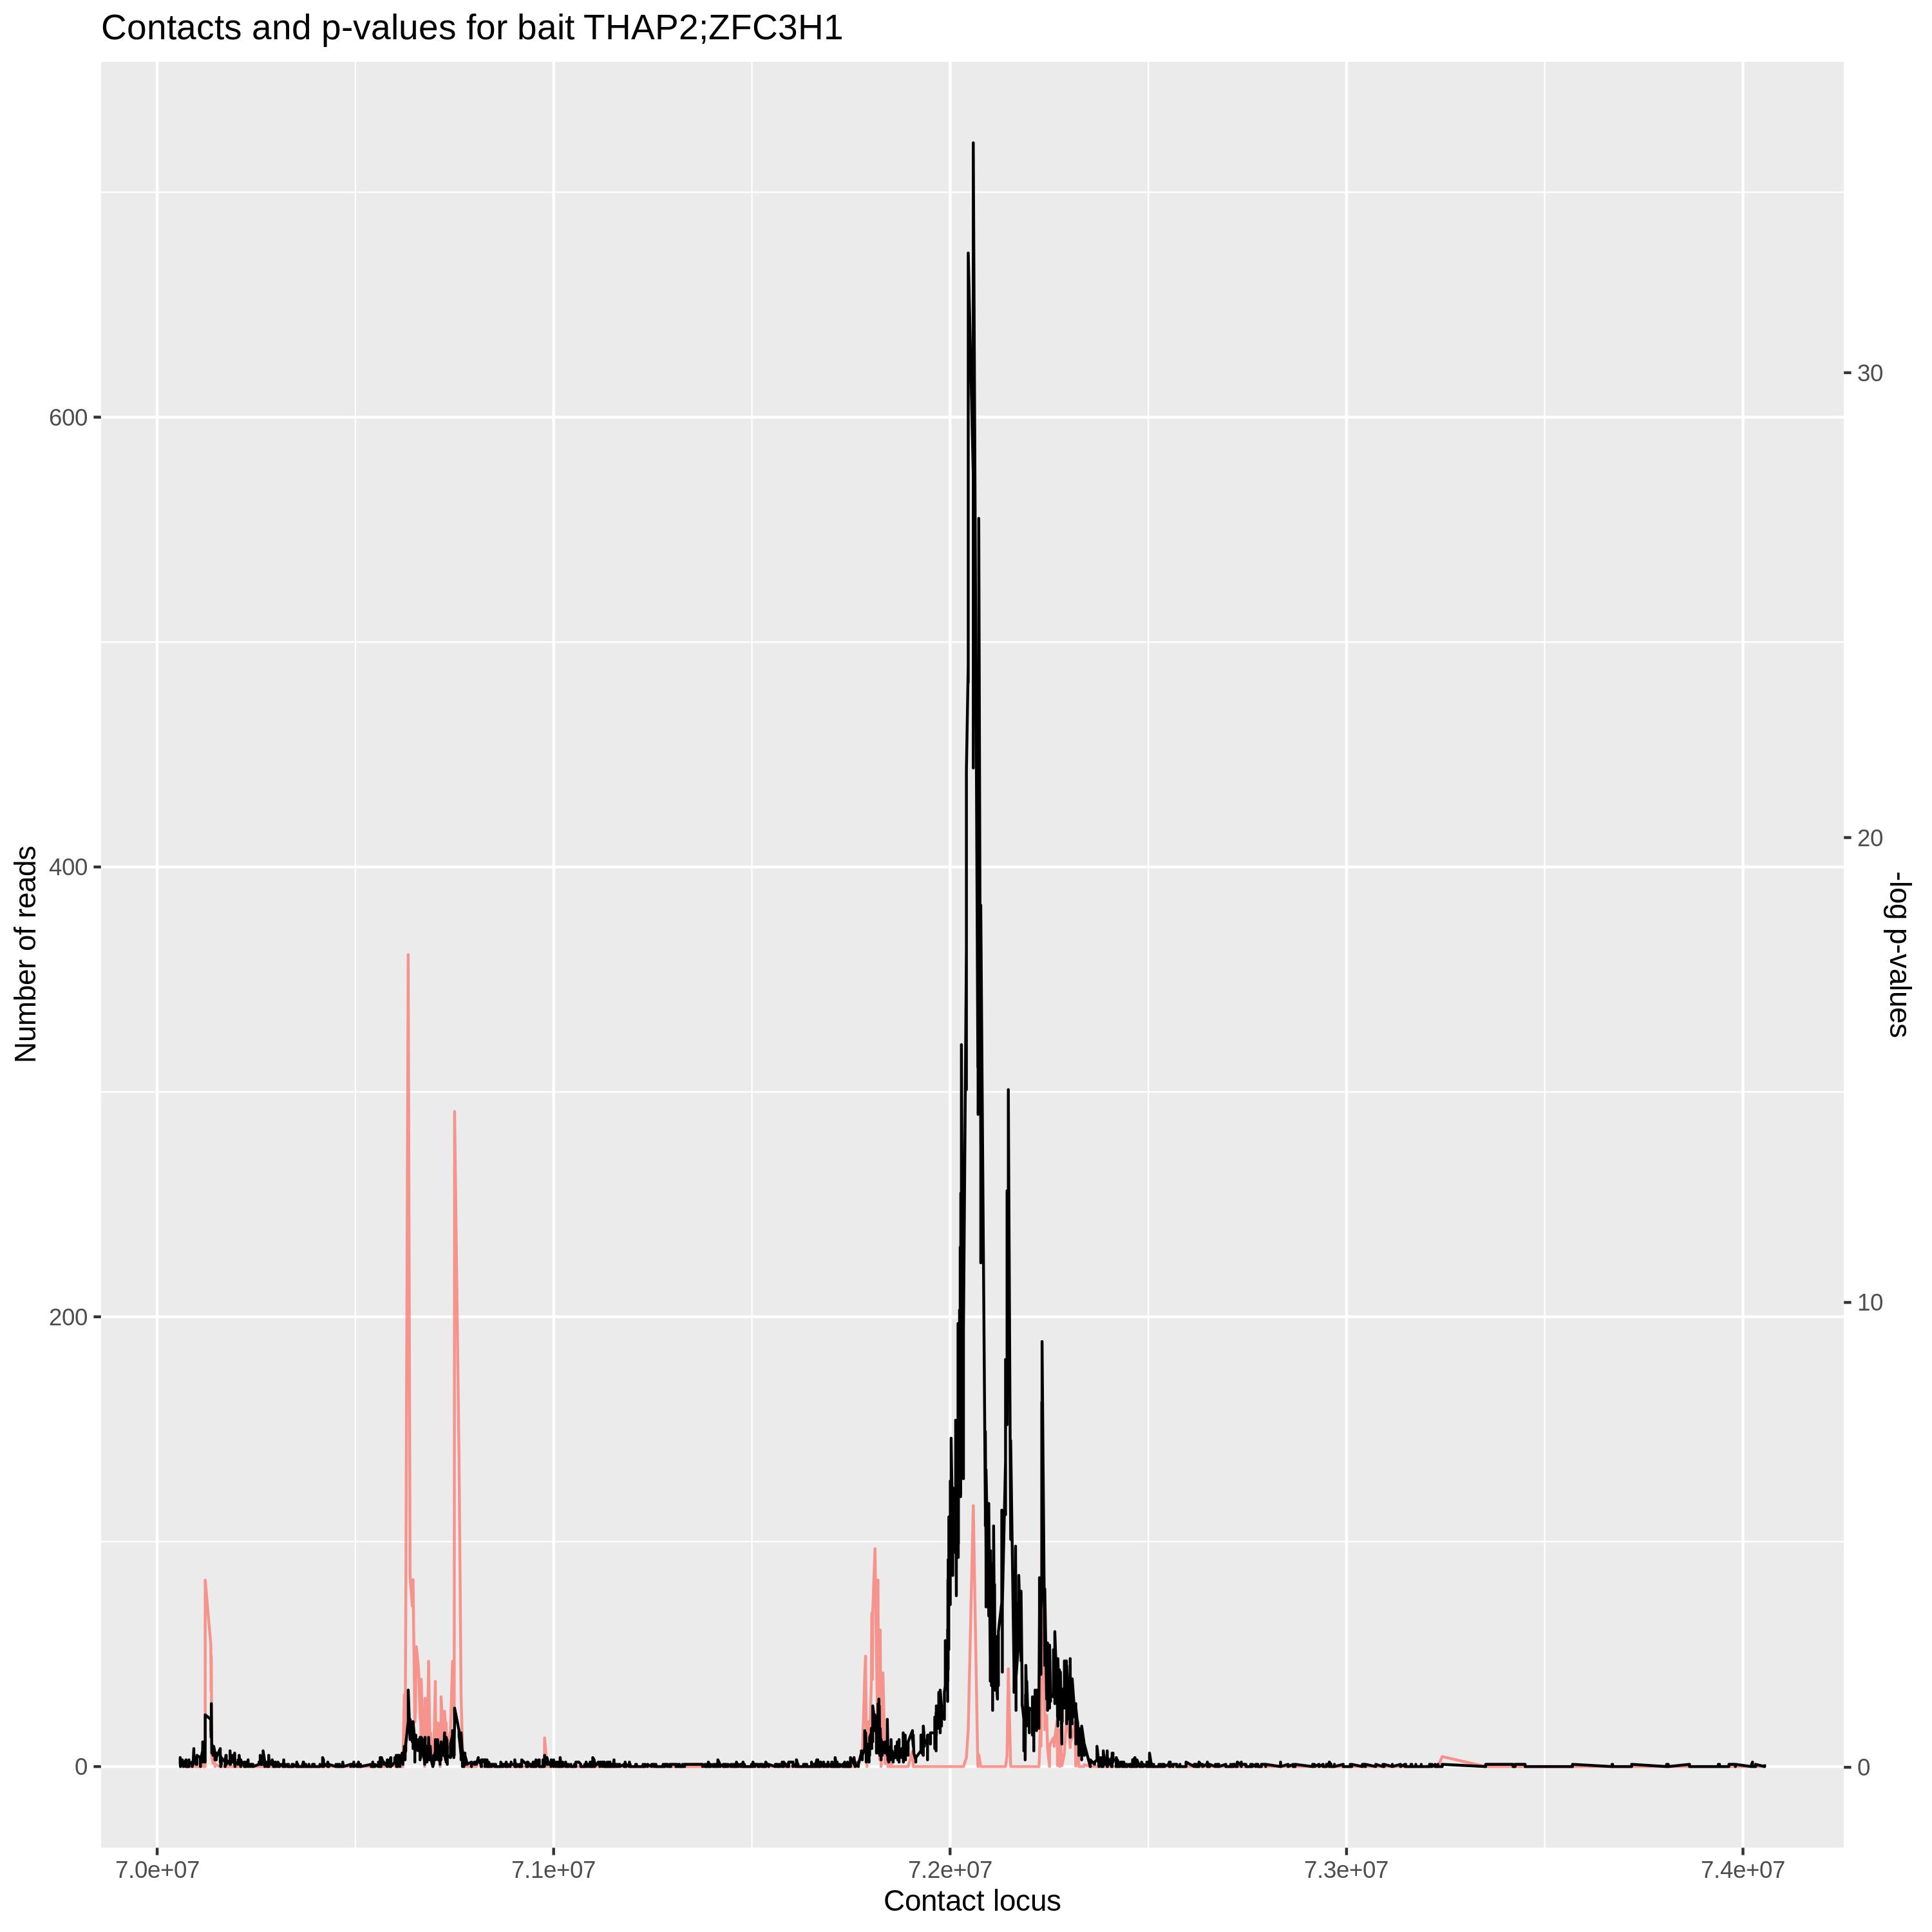 Contacts and p-values for bait THAP2;ZFC3H1
600
400
200
0
Number of reads
30
20
10
0
-log p-values
7.0e+07 7.1e+07 7.2e+07 7.3e+07 7.4e+07
Contact locus